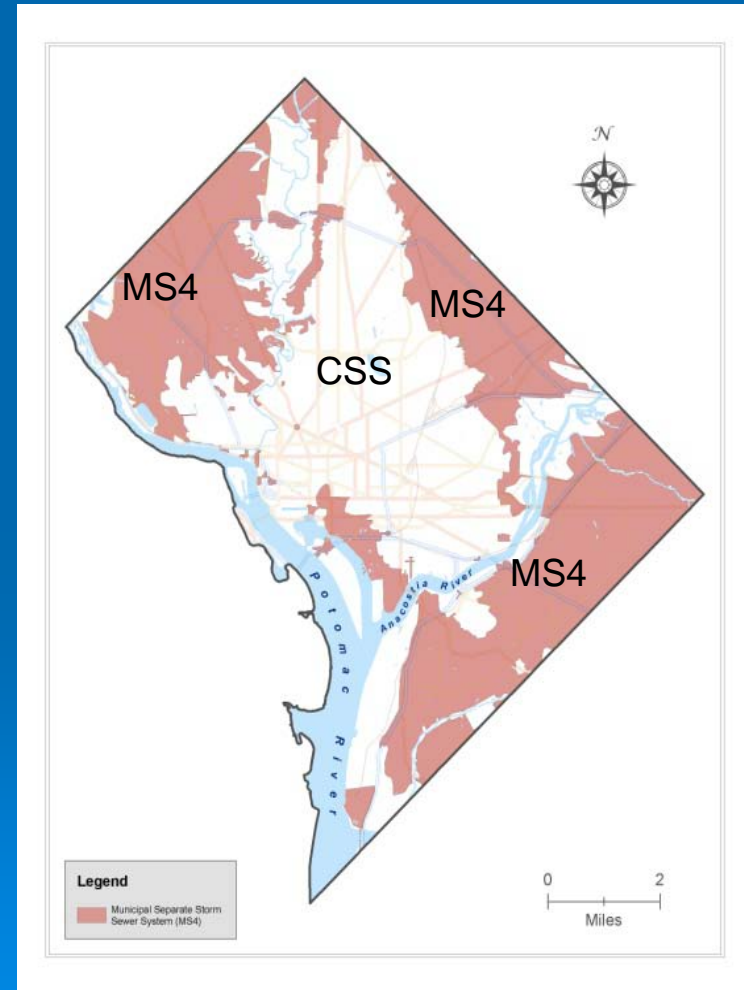 N
MS4
MS4
CSS
MS4
Anacostia River
Potomac River
Legend
Municipal Separate Storm
Sewer System (MS4)
0 2
Miles